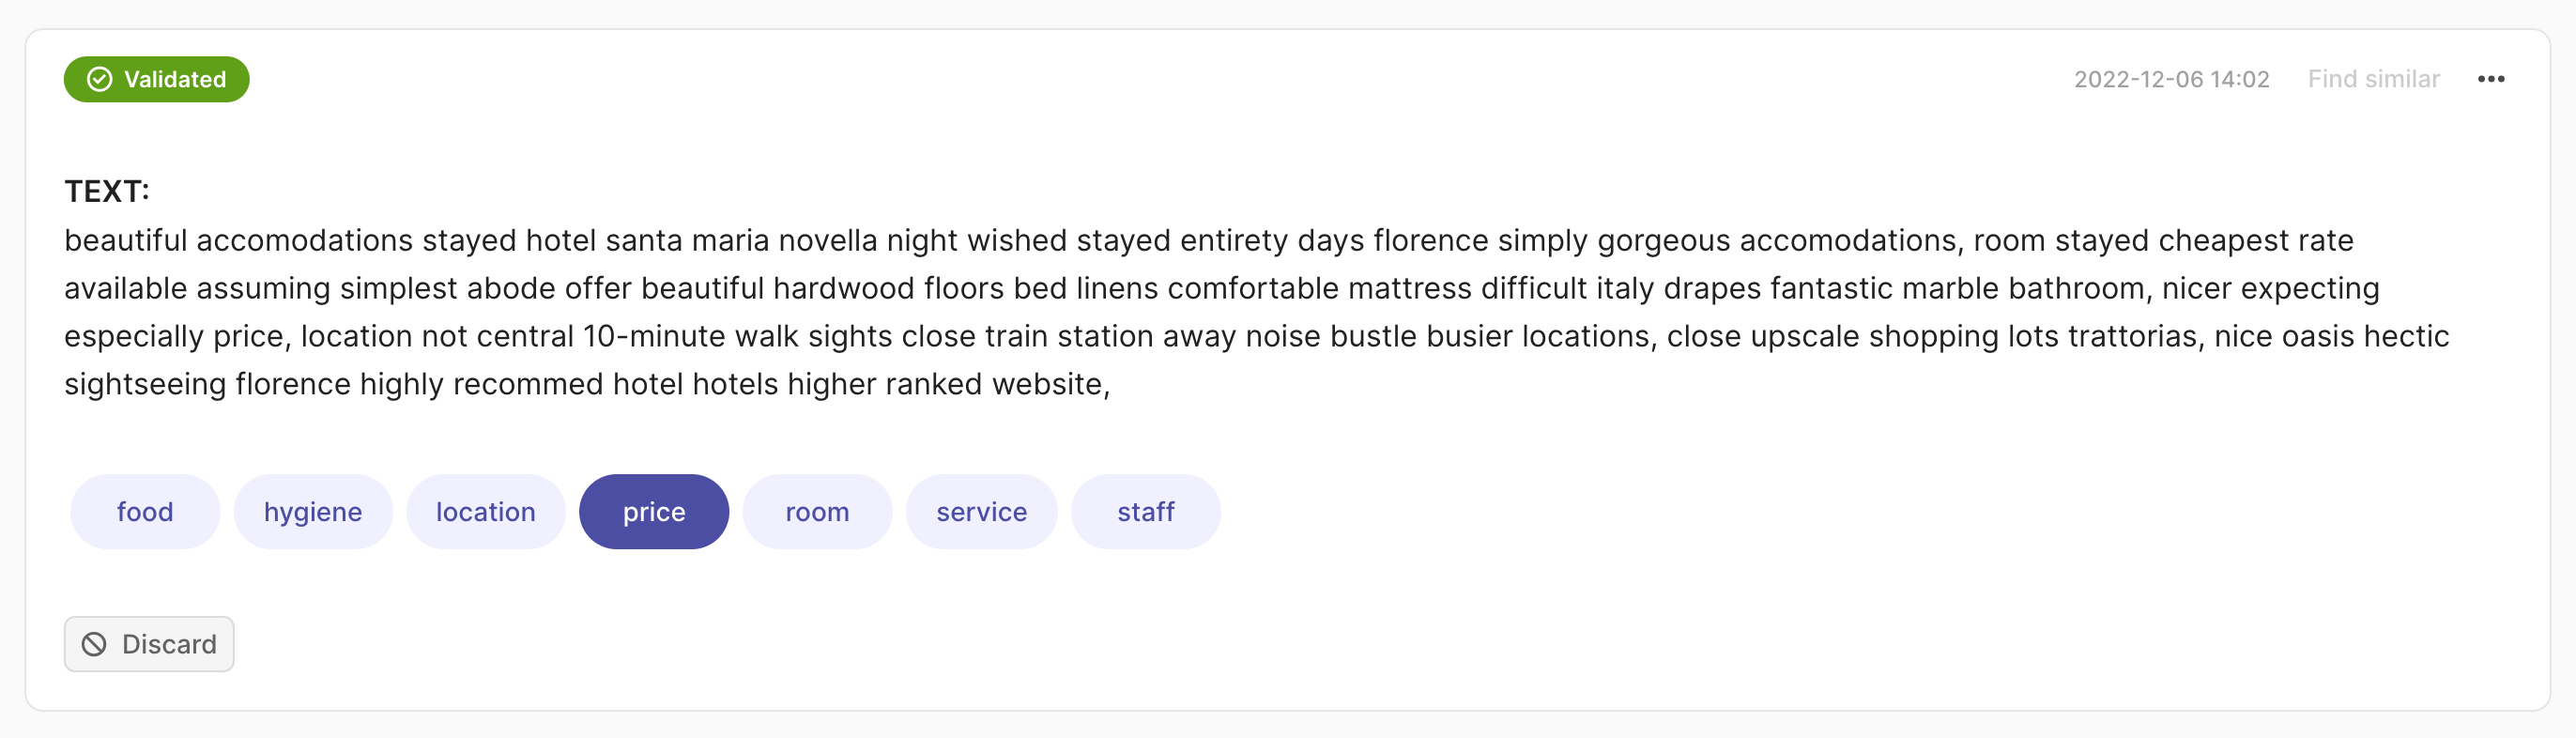 Validated
2022-12-06 14:02 Find similar
TEXT:
beautiful accomodations stayed hotel santa maria novella night wished stayed entirety days florence simply gorgeous accomodations, room stayed cheapest rate
available assuming simplest abode offer beautiful hardwood floors bed linens comfortable mattress difficult italy drapes fantastic marble bathroom, nicer expecting
especially price, location not central 10-minute walk sights close train station away noise bustle busier locations, close upscale shopping lots trattorias, nice oasis hectic
sightseeing florence highly recommed hotel hotels higher ranked website,
food hygiene location price room service staff
Discard